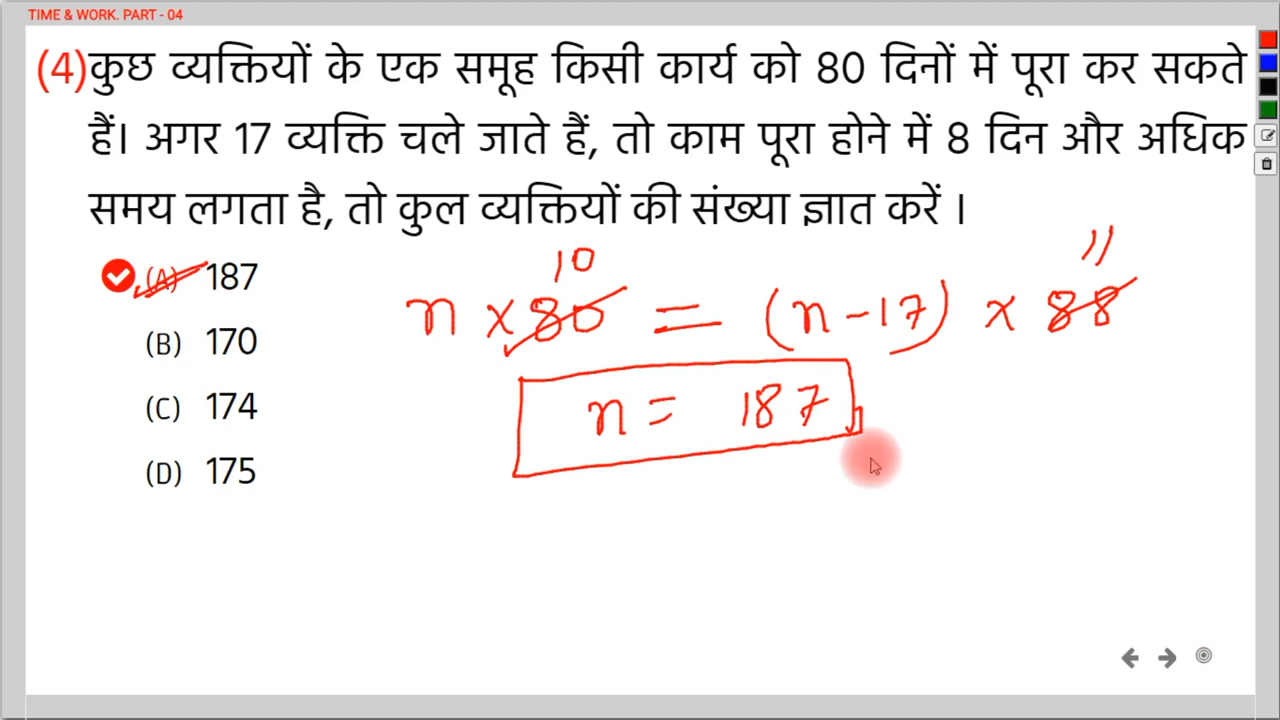 TIME & WORK. PART - 04
(4) कुछ व्यक्तियों के एक समूह किसी कार्य को 80 दिनों में पूरा कर सकते
हैं। अगर 17 व्यक्ति चले जाते हैं, तो काम पूरा होने में 8 दिन और अधिक
समय लगता है, तो कुल व्यक्तियों की संख्या ज्ञात करें ।
(A) 187
(B) 170
(C) 174
(D) 175
10 11
n × 80 = (n - 17) × 88
n = 187